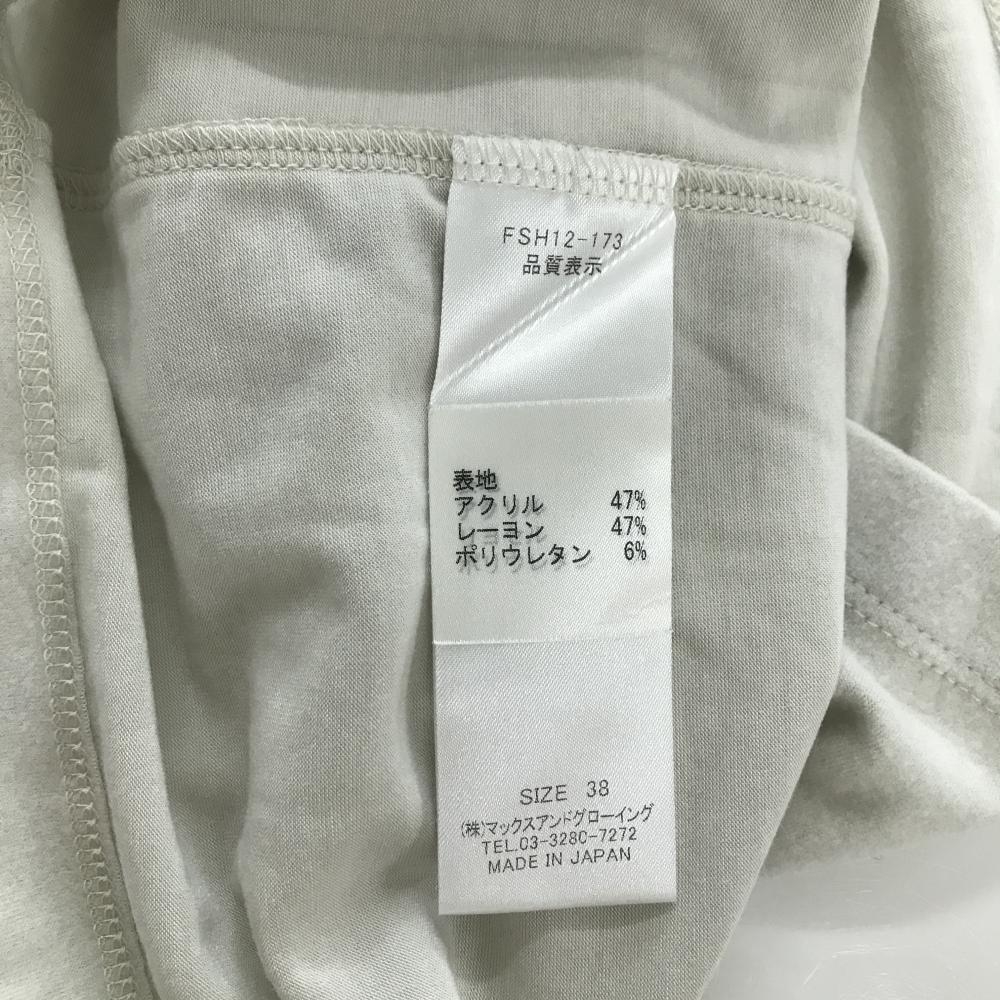 FSH12-173
品質表示
表地
アクリル 47%
レーヨン 47%
ポリウレタン 6%
SIZE 38
(株)マックスアンドグローイング
TEL.03-3280-7272
MADE IN JAPAN